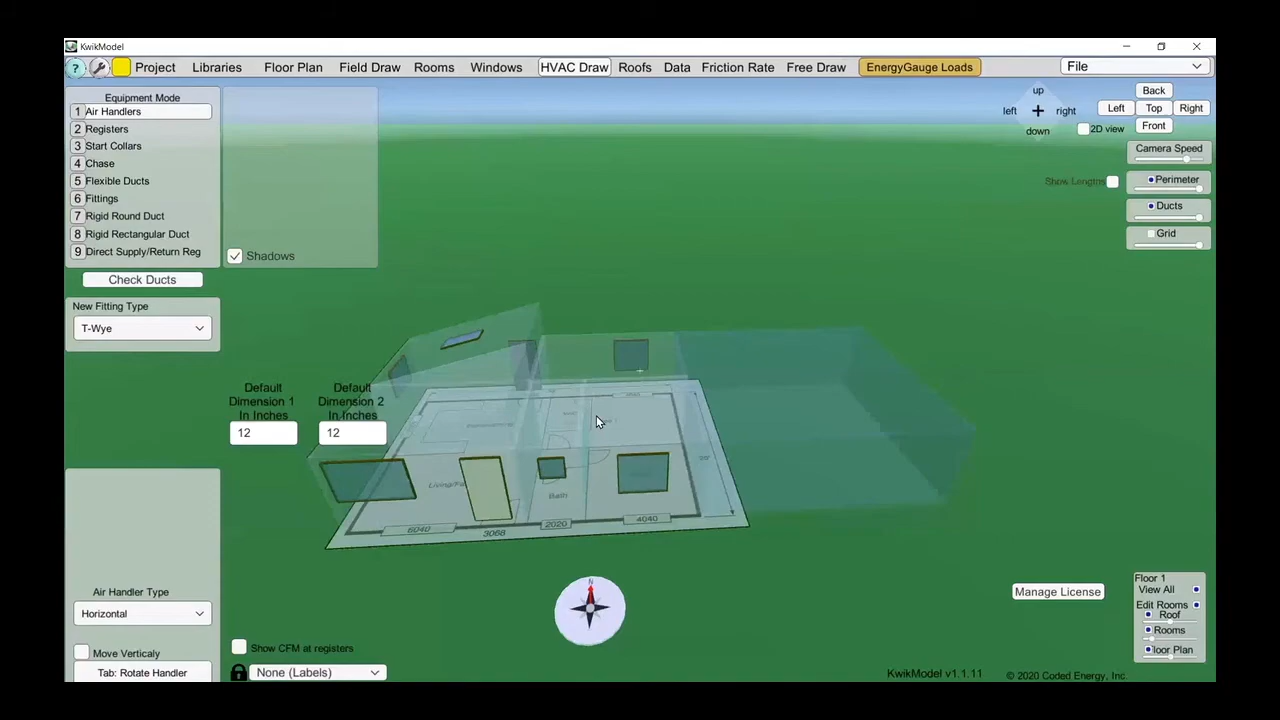 KwikModel
? Project Libraries Floor Plan Field Draw Rooms Windows HVAC Draw Roofs Data Friction Rate Free Draw EnergyGauge Loads File
Equipment Mode
1 Air Handlers
2 Registers
3 Start Collars
4 Chase
5 Flexible Ducts
6 Fittings
7 Rigid Round Duct
8 Rigid Rectangular Duct
9 Direct Supply/Return Reg
Shadows
Check Ducts
New Fitting Type
T-Wye
Default
Dimension 1
In Inches
12
Default
Dimension 2
In Inches
12
up
left right
down
2D view
Back
Left Top Right
Front
Camera Speed
Show Lengths
Perimeter
Ducts
Grid
Bath
6040
3068
2020
4040
N
Air Handler Type
Horizontal
Move Verticaly
Tab: Rotate Handler
Show CFM at registers
None (Labels)
Manage License
Floor 1
View All
Edit Rooms
Roof
Rooms
loor Plan
KwikModel v1.1.11
© 2020 Coded Energy, Inc.